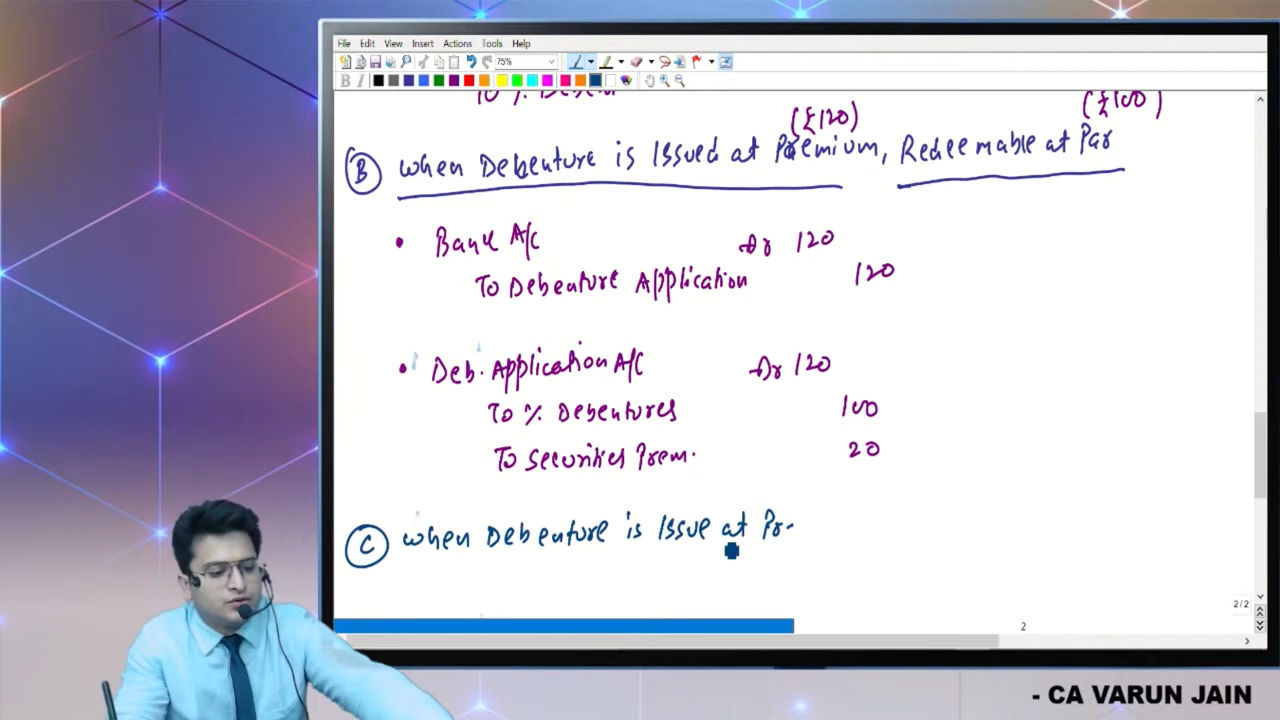 File Edit View Insert Actions Tools Help
75%
B I
(₹120)
(₹100)
B When Debenture is Issued at Premium, Redeemable at Par
• Bank A/c Dr 120
To Debenture Application 120
• Deb. Application A/c Dr 120
To % Debentures 100
To Securities Prem. 20
C When Debenture is Issue at Pr-
2/2
2
- CA VARUN JAIN